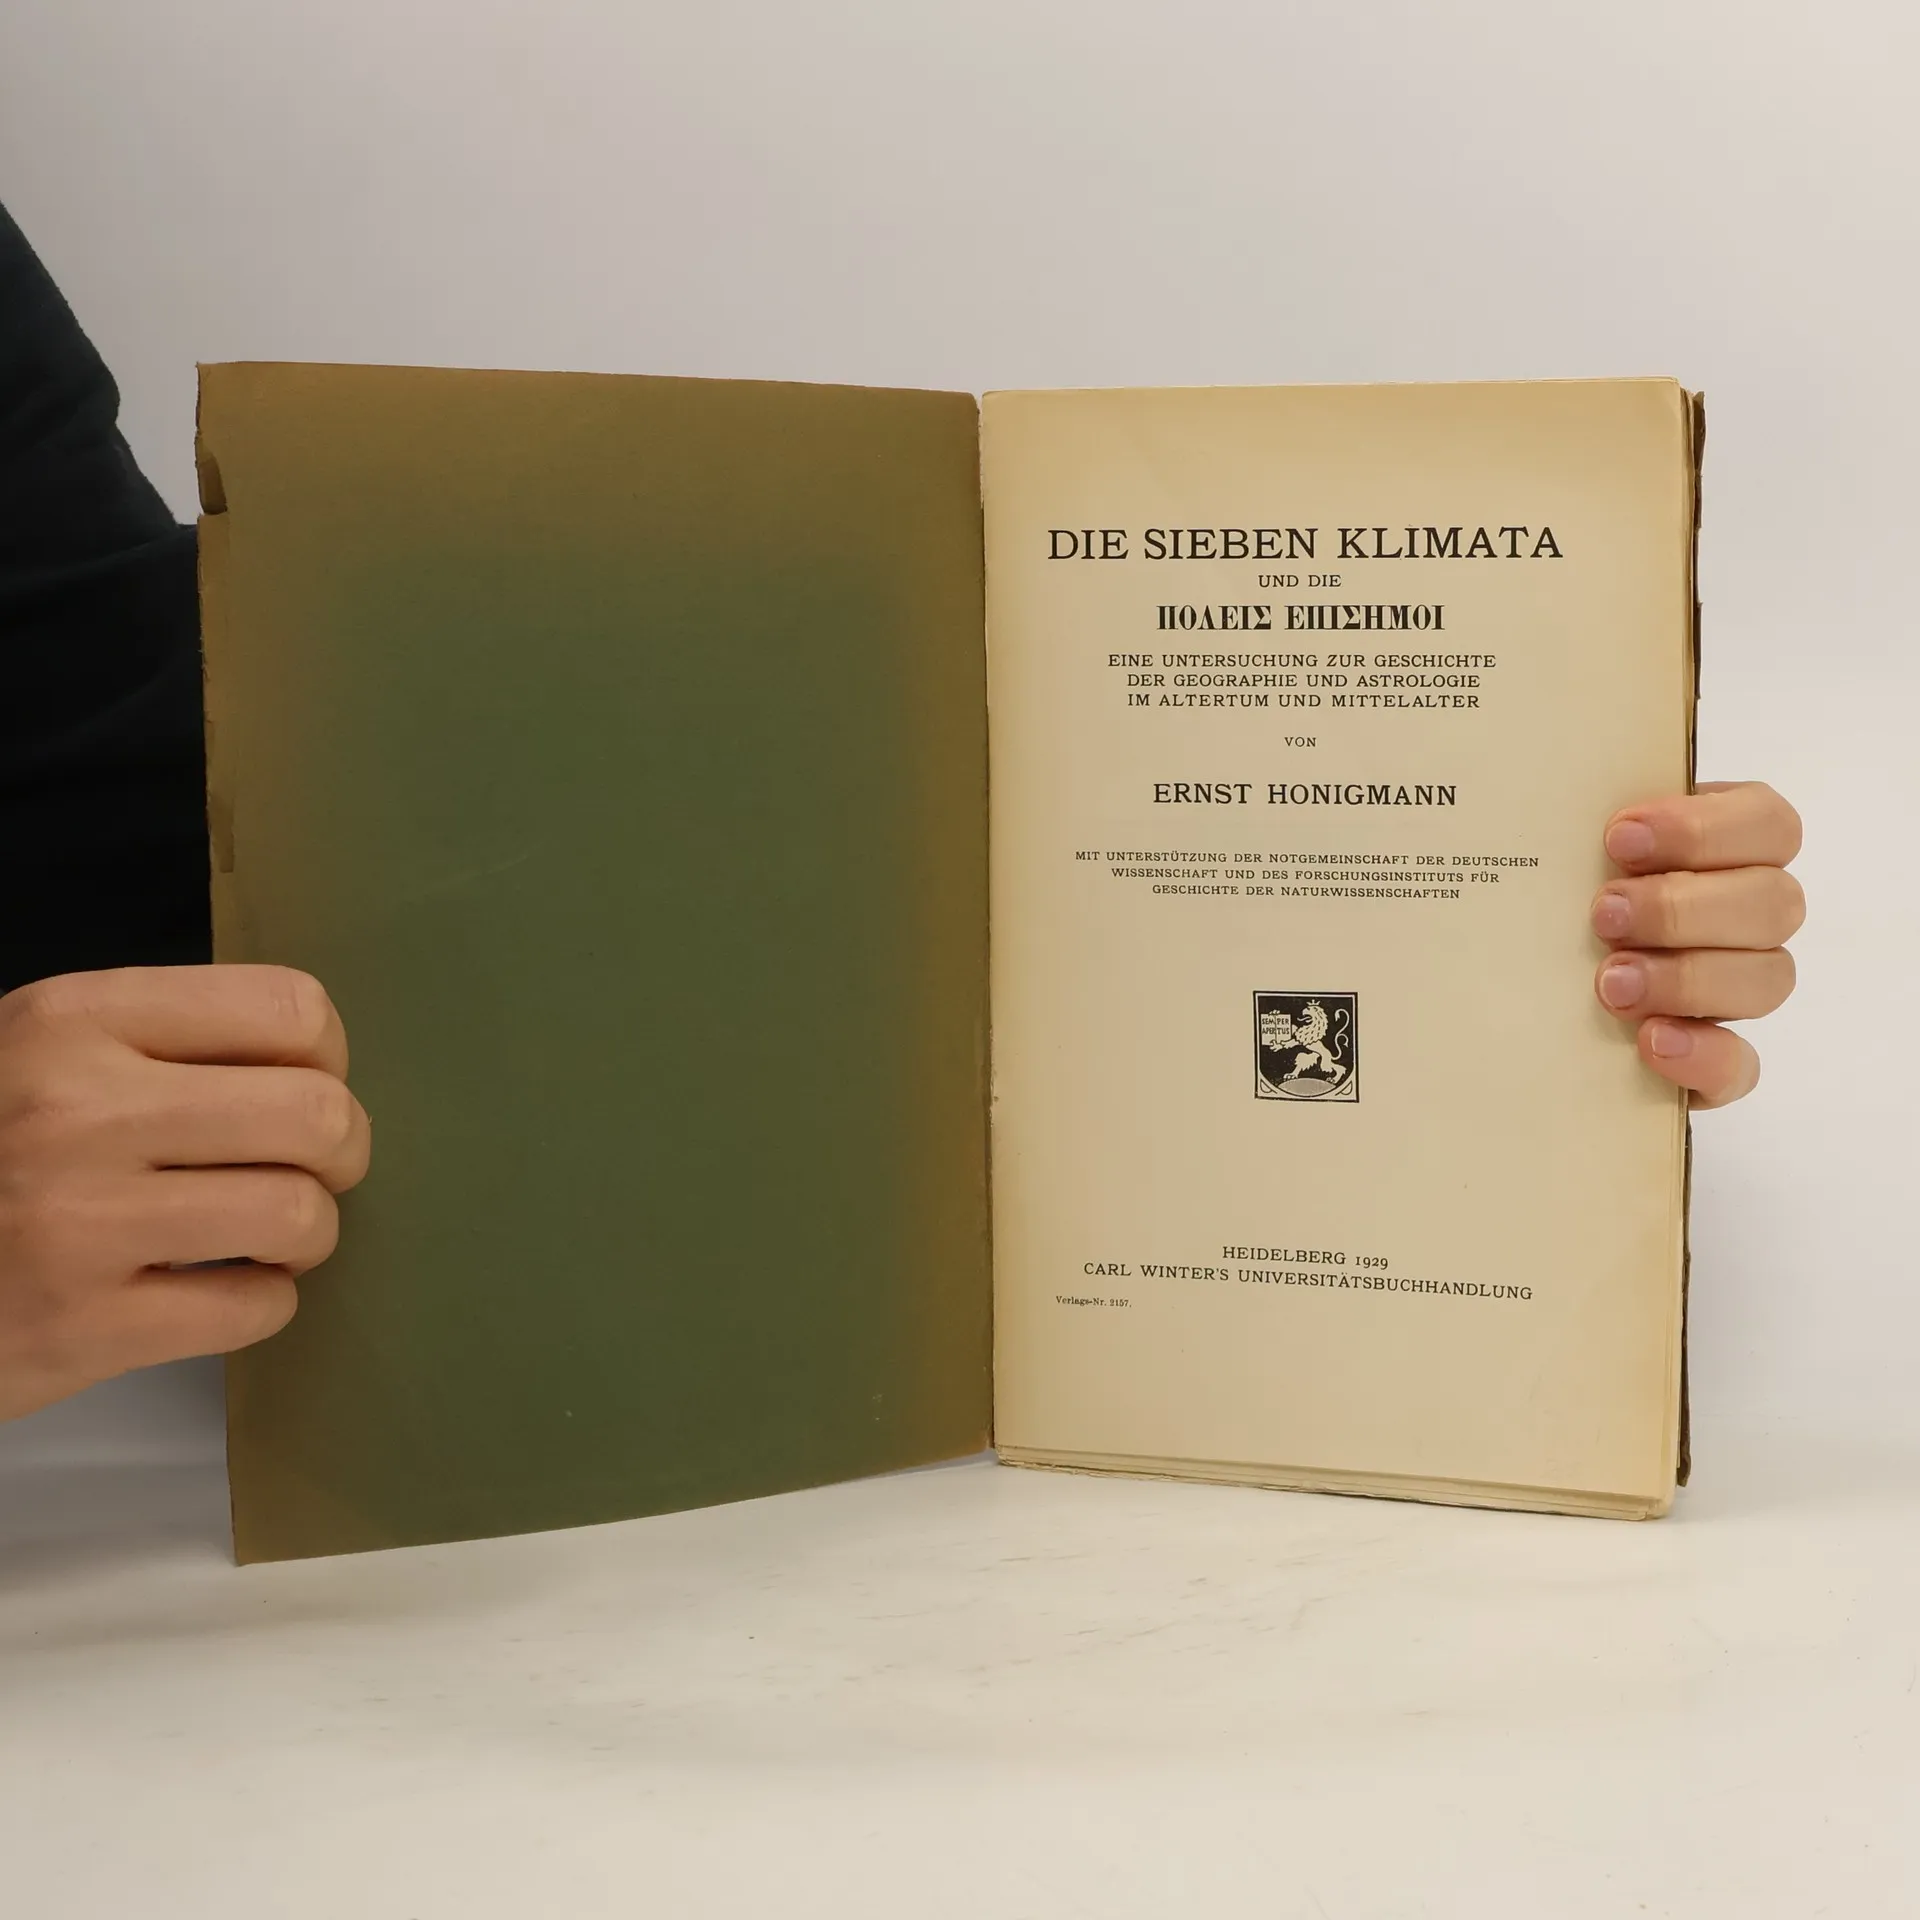 DIE SIEBEN KLIMATA
UND DIE
ΠΟΛΕΙΣ ΕΠΙΣΗΜΟΙ
EINE UNTERSUCHUNG ZUR GESCHICHTE
DER GEOGRAPHIE UND ASTROLOGIE
IM ALTERTUM UND MITTELALTER
VON
ERNST HONIGMANN
MIT UNTERSTÜTZUNG DER NOTGEMEINSCHAFT DER DEUTSCHEN
WISSENSCHAFT UND DES FORSCHUNGSINSTITUTS FÜR
GESCHICHTE DER NATURWISSENSCHAFTEN
SEMPER
APERTUS
HEIDELBERG 1929
CARL WINTER'S UNIVERSITÄTSBUCHHANDLUNG
Verlags-Nr. 2157.